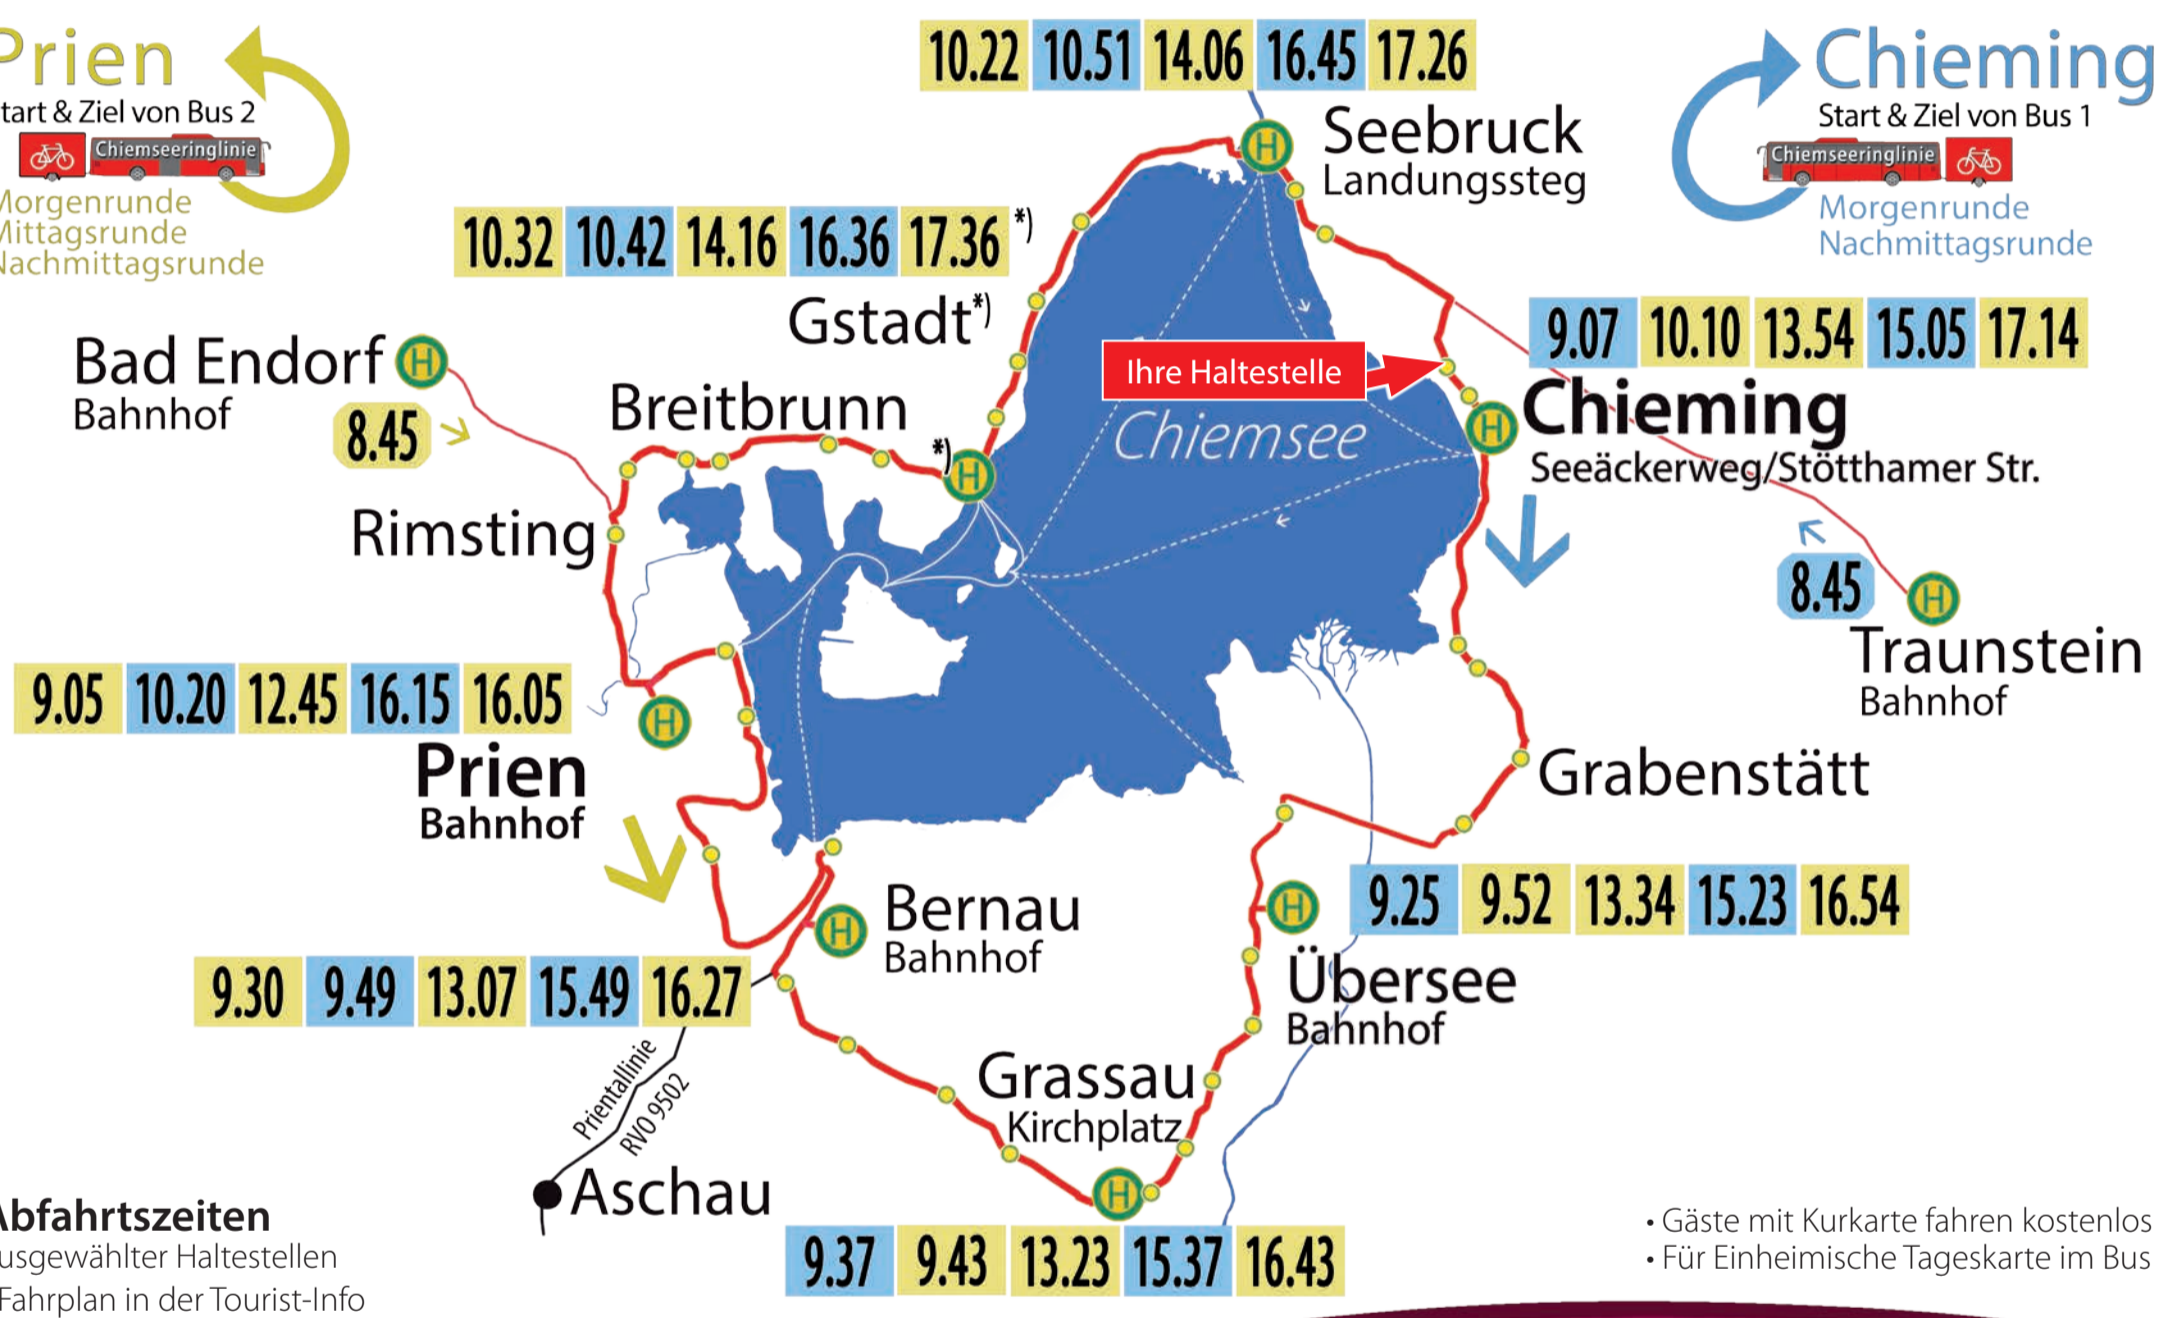 Prien
tart & Ziel von Bus 2
Chiemseeringlinie
Morgenrunde
Mittagsrunde
Nachmittagsrunde
10.22 10.51 14.06 16.45 17.26
Seebruck
Landungssteg
Chieming
Start & Ziel von Bus 1
Chiemseeringlinie
Morgenrunde
Nachmittagsrunde
10.32 10.42 14.16 16.36 17.36 *)
Gstadt*)
9.07 10.10 13.54 15.05 17.14
Chieming
Seeäckerweg/Stötthamer Str.
Ihre Haltestelle
Chiemsee
Bad Endorf
Bahnhof
8.45
Breitbrunn
*)
H
H
H
H
Rimsting
8.45
H
Traunstein
Bahnhof
9.05 10.20 12.45 16.15 16.05
H
Prien
Bahnhof
Grabenstätt
9.25 9.52 13.34 15.23 16.54
H
Übersee
Bahnhof
H
Bernau
Bahnhof
9.30 9.49 13.07 15.49 16.27
Prientallinie
RVO 9502
Aschau
Grassau
Kirchplatz
H
9.37 9.43 13.23 15.37 16.43
Abfahrtszeiten
usgewählter Haltestellen
Fahrplan in der Tourist-Info
• Gäste mit Kurkarte fahren kostenlos
• Für Einheimische Tageskarte im Bus